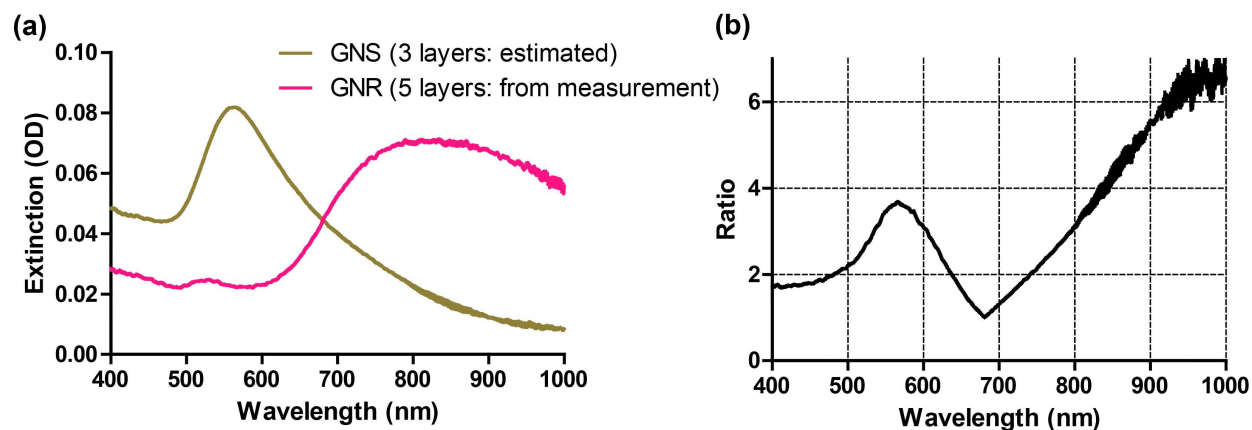 (a)
GNS (3 layers: estimated)
GNR (5 layers: from measurement)
Extinction (OD)
0.10
0.08
0.06
0.04
0.02
0.00
400 500 600 700 800 900 1000
Wavelength (nm)
(b)
Ratio
6
4
2
0
400 500 600 700 800 900 1000
Wavelength (nm)